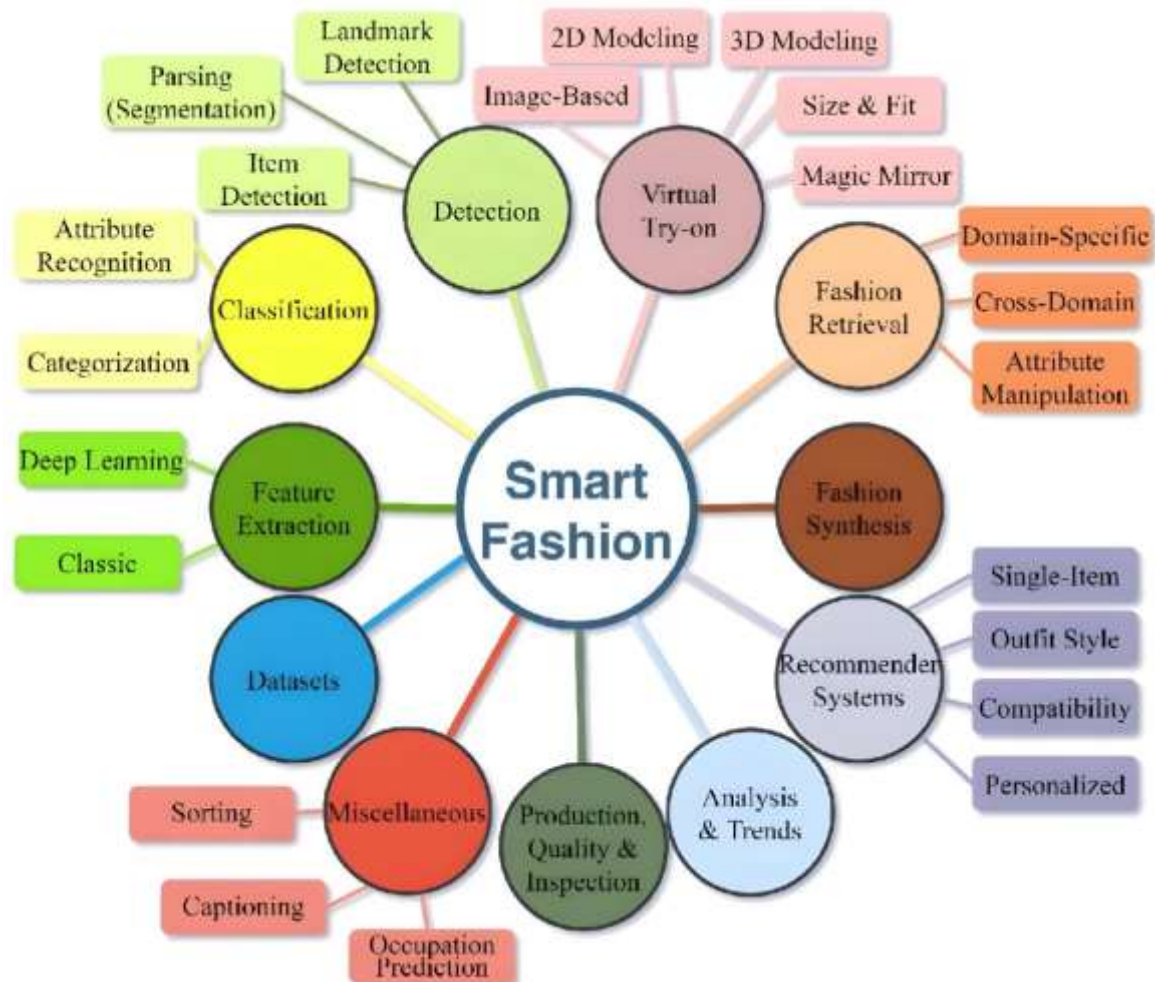 Landmark
Detection
Parsing
(Segmentation)
Item
Detection
Detection
2D Modeling
3D Modeling
Image-Based
Size & Fit
Magic Mirror
Virtual
Try-on
Attribute
Recognition
Categorization
Classification
Domain-Specific
Cross-Domain
Attribute
Manipulation
Fashion
Retrieval
Deep Learning
Classic
Feature
Extraction
Smart
Fashion
Fashion
Synthesis
Datasets
Single-Item
Outfit Style
Compatibility
Personalized
Recommender
Systems
Sorting
Captioning
Occupation
Prediction
Miscellaneous
Production,
Quality &
Inspection
Analysis
& Trends